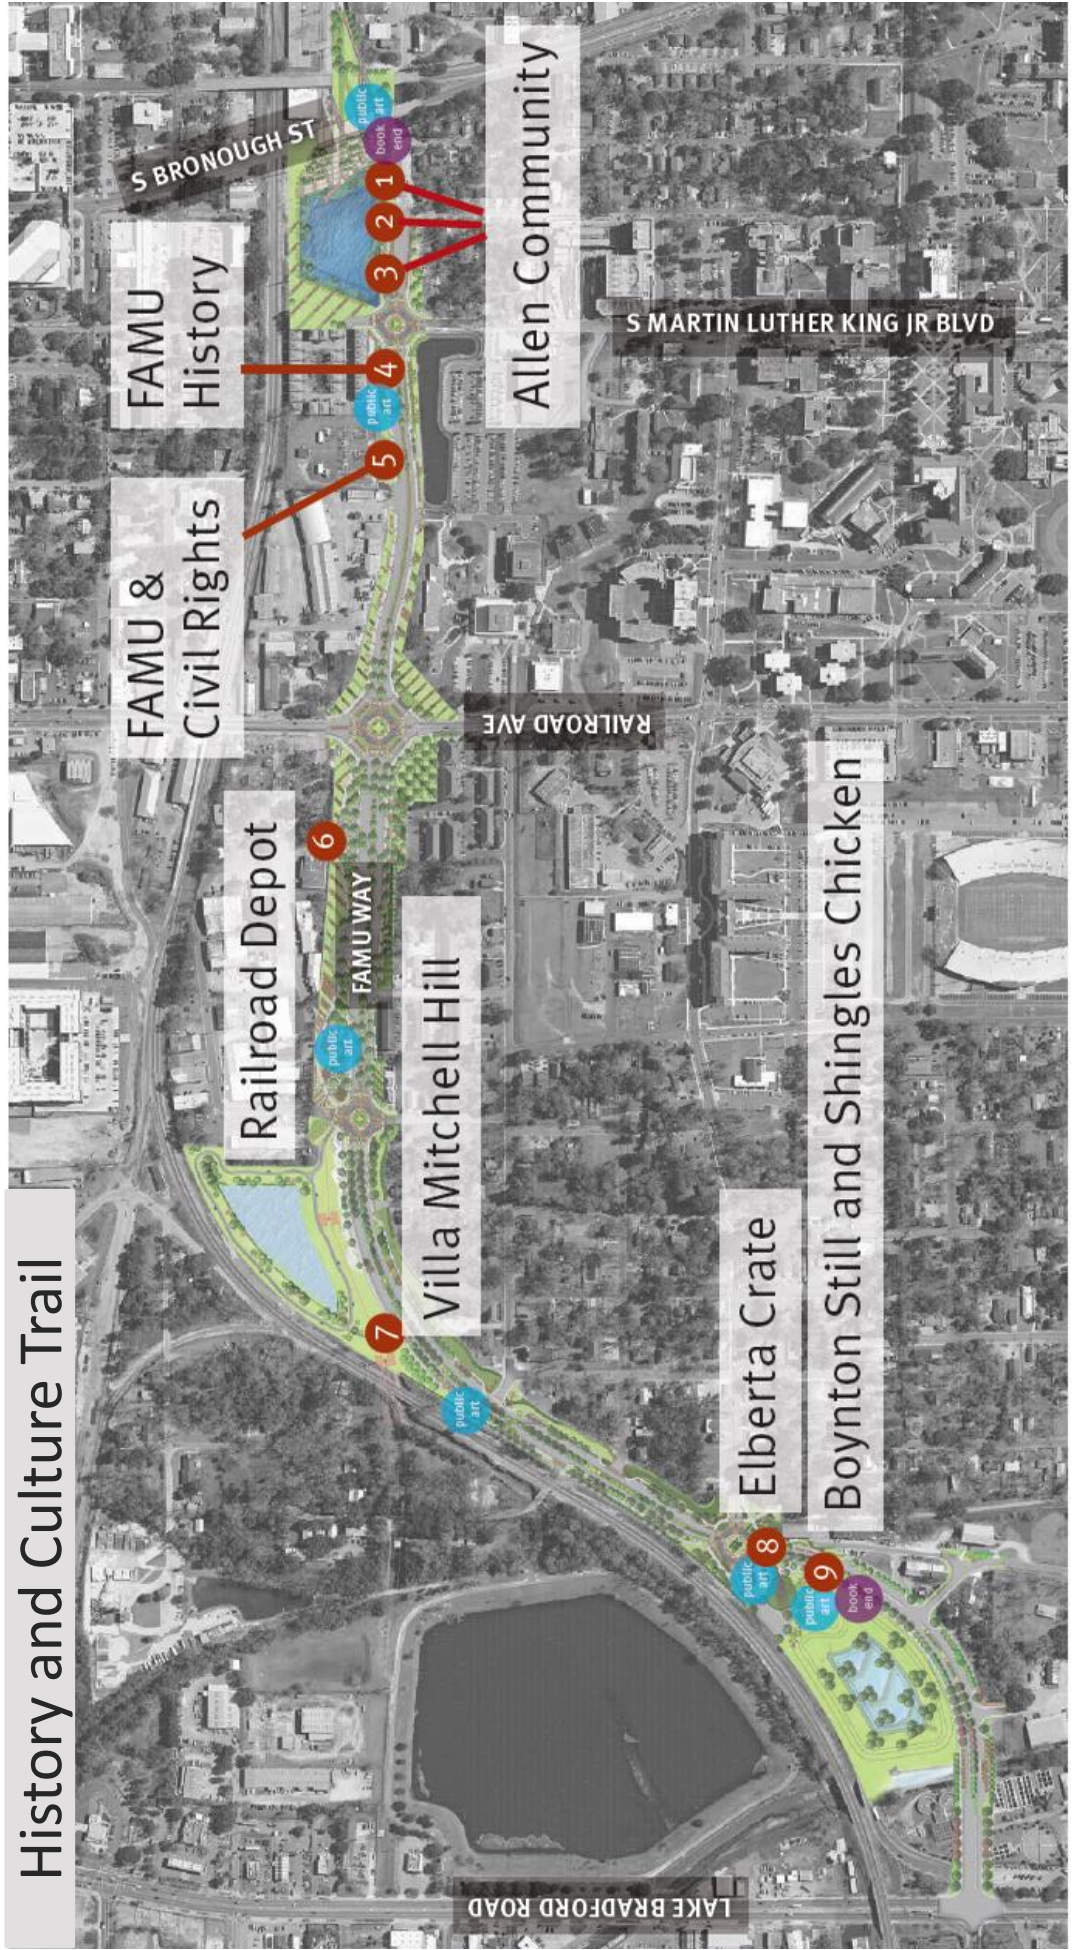 History and Culture Trail
LAKE BRADFORD ROAD
Boynton Still and Shingles Chicken
Elberta Crate
public
art
book
end
9
public
art
8
public
art
7
Villa Mitchell Hill
Railroad Depot
public
art
FAMU WAY
6
RAILROAD AVE
FAMU &
Civil Rights
5
public
art
4
FAMU
History
S MARTIN LUTHER KING JR BLVD
Allen Community
3
2
1
book
end
public
art
S BRONOUGH ST